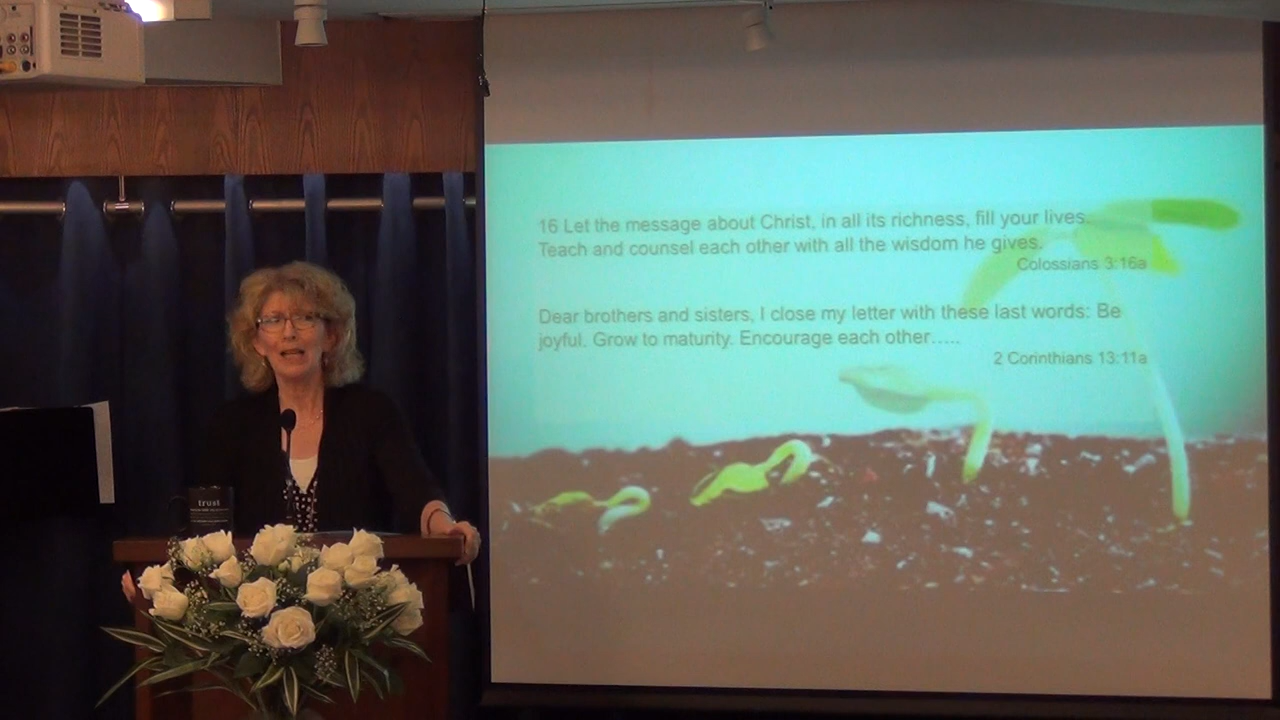 16 Let the message about Christ, in all its richness, fill your lives.
Teach and counsel each other with all the wisdom he gives.
Colossians 3:16a
Dear brothers and sisters, I close my letter with these last words: Be
joyful. Grow to maturity. Encourage each other…..
2 Corinthians 13:11a
trust